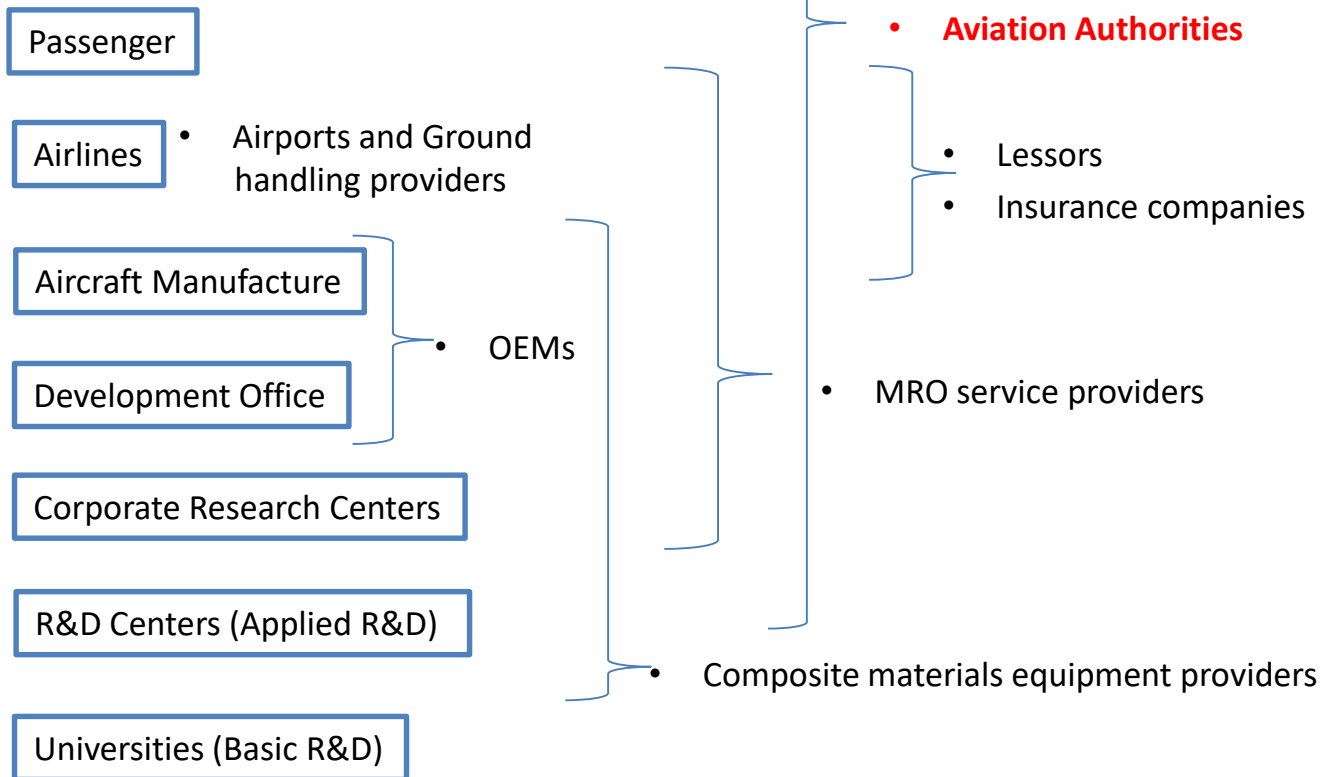 Passenger
• Aviation Authorities
Airlines
• Airports and Ground
handling providers
• Lessors
• Insurance companies
Aircraft Manufacture
• OEMs
Development Office
• MRO service providers
Corporate Research Centers
R&D Centers (Applied R&D)
• Composite materials equipment providers
Universities (Basic R&D)